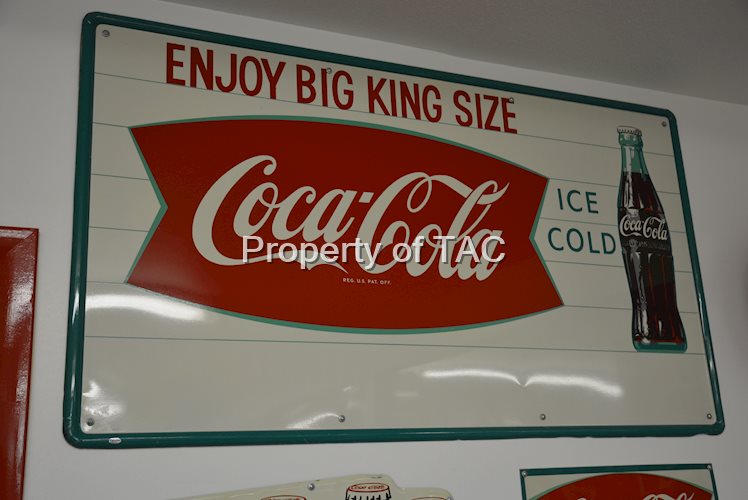 ENJOY BIG KING SIZE
Coca-Cola
REG. U.S. PAT. OFF.
ICE
COLD
Coca-Cola
Property of TAC